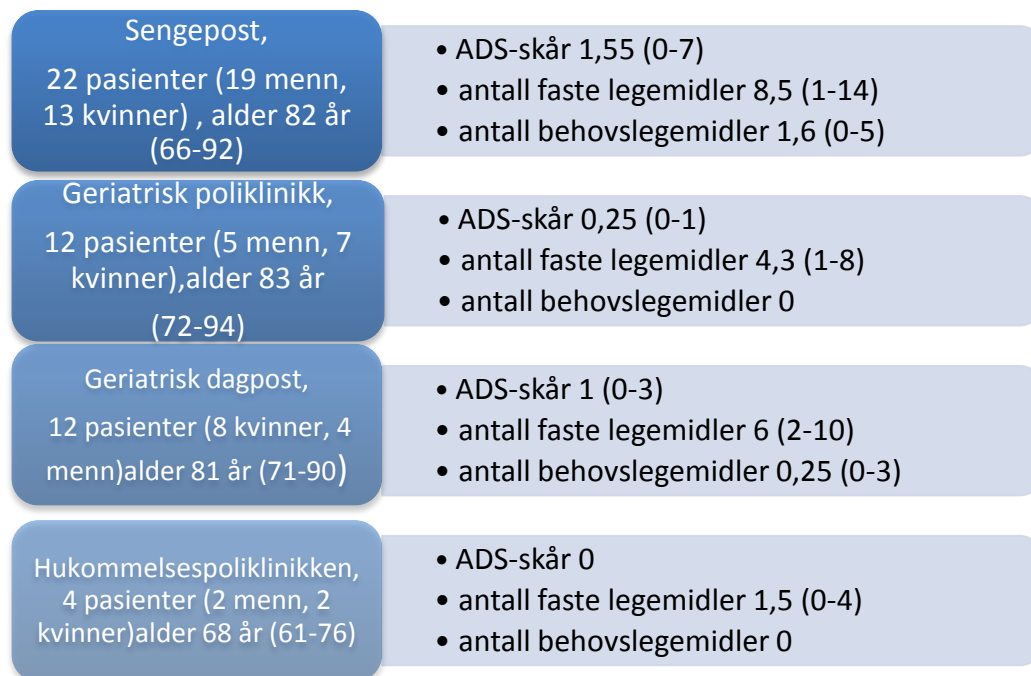 Sengepost,
22 pasienter (19 menn,
13 kvinner) , alder 82 år
(66-92)
• ADS-skår 1,55 (0-7)
• antall faste legemidler 8,5 (1-14)
• antall behovslegemidler 1,6 (0-5)
Geriatrisk poliklinikk,
12 pasienter (5 menn, 7
kvinner),alder 83 år
(72-94)
• ADS-skår 0,25 (0-1)
• antall faste legemidler 4,3 (1-8)
• antall behovslegemidler 0
Geriatrisk dagpost,
12 pasienter (8 kvinner, 4
menn)alder 81 år (71-90)
• ADS-skår 1 (0-3)
• antall faste legemidler 6 (2-10)
• antall behovslegemidler 0,25 (0-3)
Hukommelsespoliklinikken,
4 pasienter (2 menn, 2
kvinner)alder 68 år (61-76)
• ADS-skår 0
• antall faste legemidler 1,5 (0-4)
• antall behovslegemidler 0